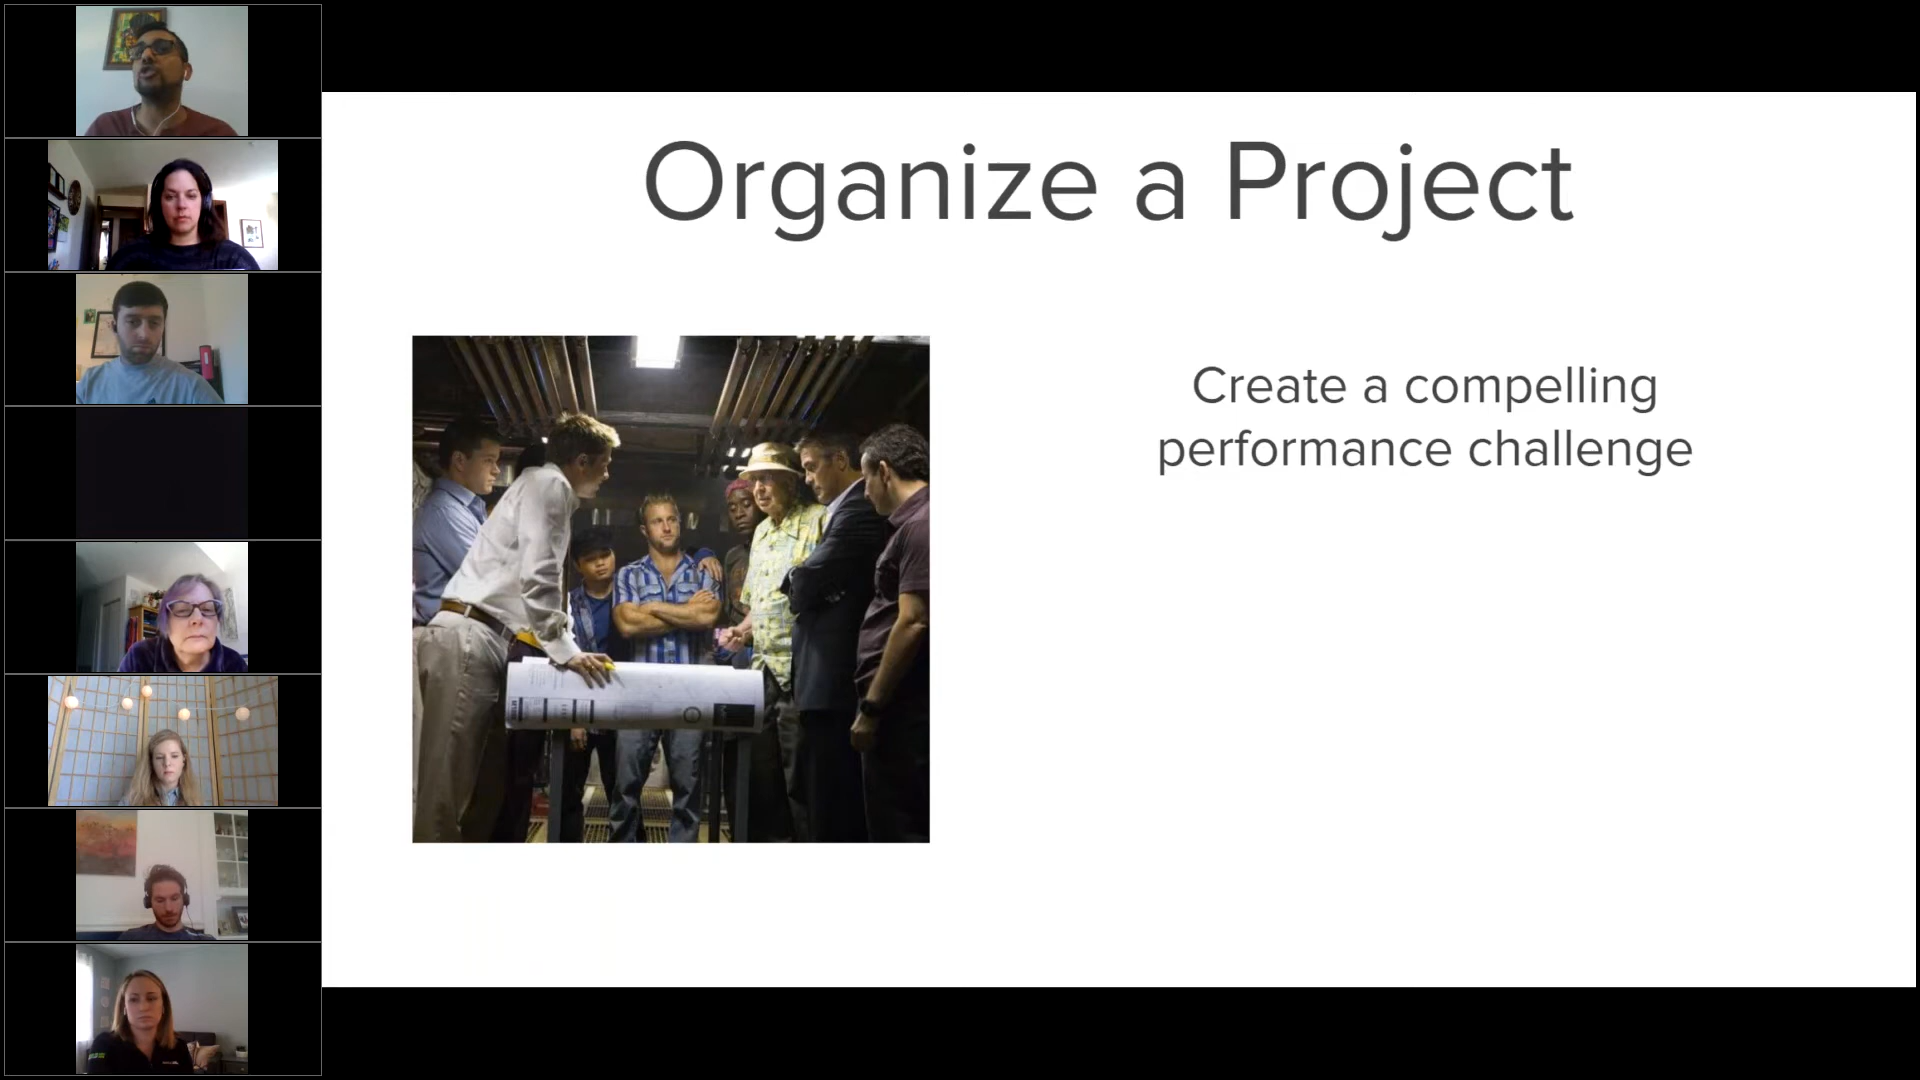 Organize a Project
Create a compelling
performance challenge